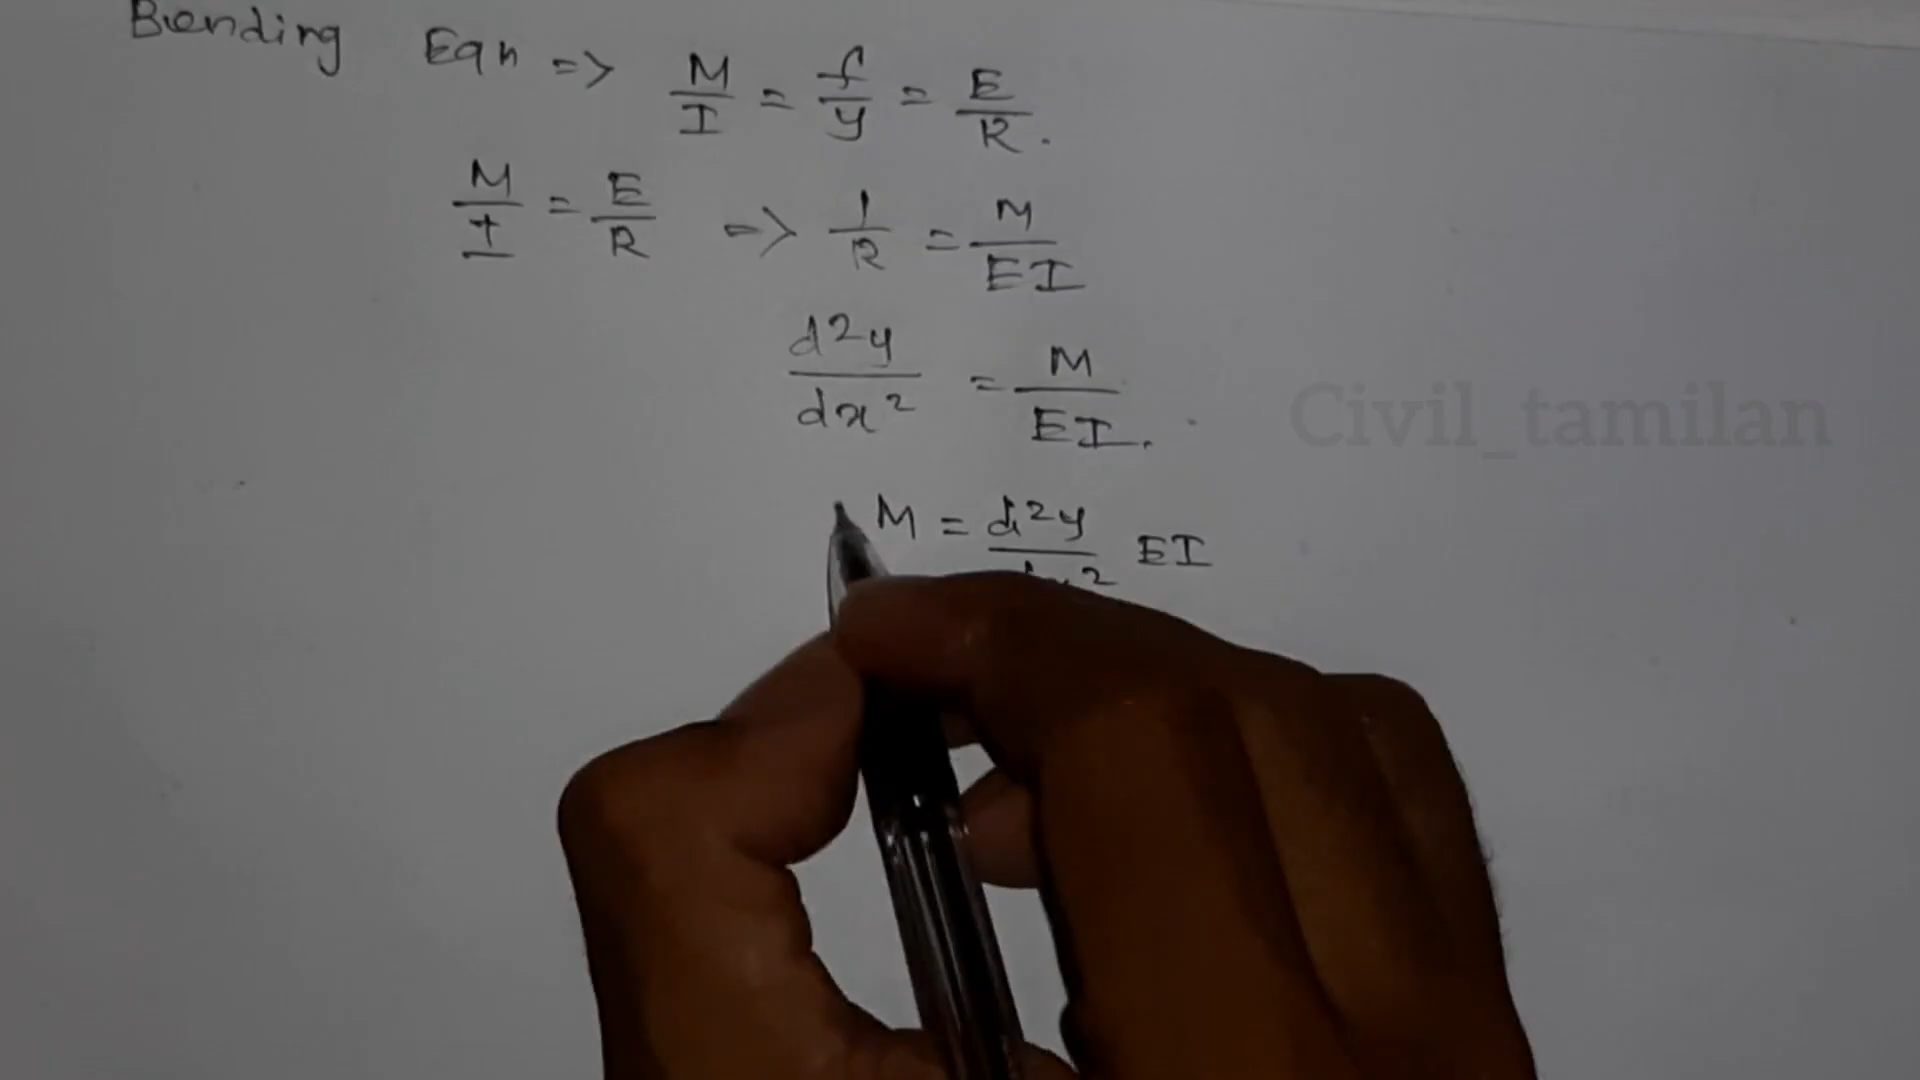 Bending Eqn => M/I = f/y = E/R.
M/I = E/R => 1/R = M/EI
d2y/dx2 = M/EI.
Civil_tamilan
M = d2y/dx2 EI